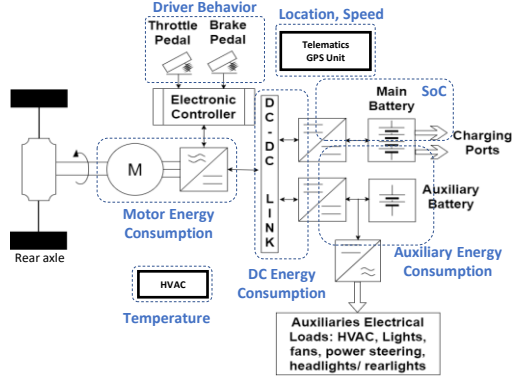 Driver Behavior
Location, Speed
Throttle
Pedal
Brake
Pedal
Telematics
GPS Unit
Electronic
Controller
DC-DC
LINK
Main
Battery
SoC
Charging
Ports
M
Motor Energy
Consumption
Auxiliary
Battery
Rear axle
Auxiliary Energy
Consumption
DC Energy
Consumption
HVAC
Temperature
Auxiliaries Electrical
Loads: HVAC, Lights,
fans, power steering,
headlights/ rearlights